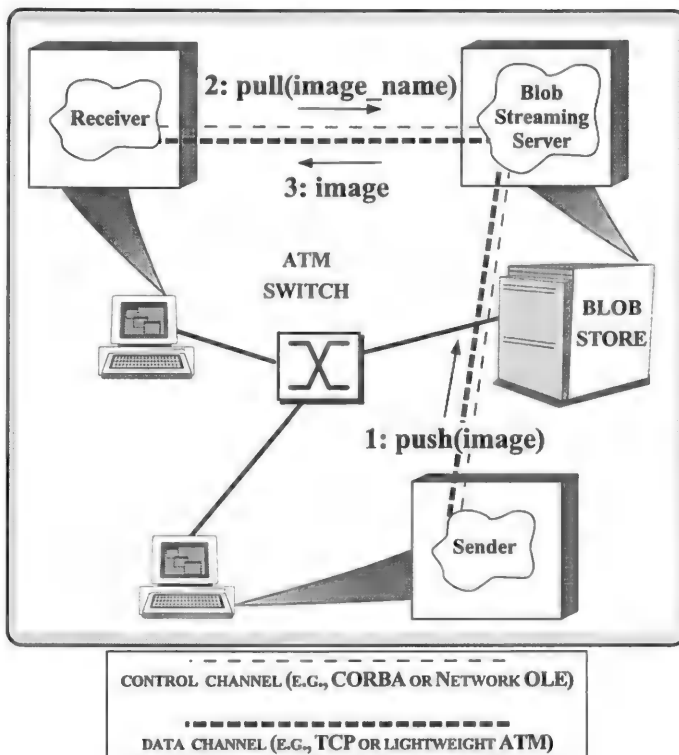 2: pull(image_name)
Receiver
Blob
Streaming
Server
3: image
ATM
SWITCH
BLOB
STORE
1: push(image)
Sender
CONTROL CHANNEL (E.G., CORBA OR NETWORK OLE)
DATA CHANNEL (E.G., TCP OR LIGHTWEIGHT ATM)